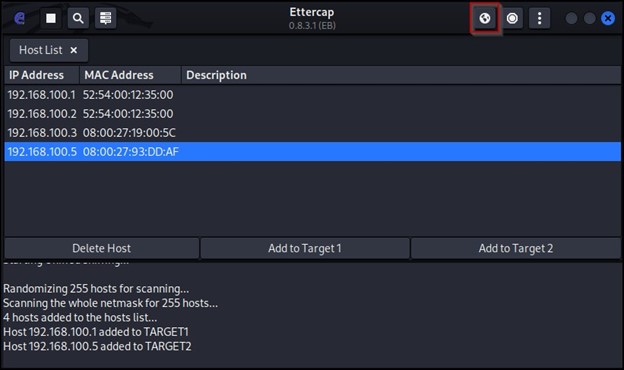 Ettercap
0.8.3.1 (EB)
Host List ×
IP Address MAC Address Description
192.168.100.1 52:54:00:12:35:00
192.168.100.2 52:54:00:12:35:00
192.168.100.3 08:00:27:19:00:5C
192.168.100.5 08:00:27:93:DD:AF
Delete Host Add to Target 1 Add to Target 2
Starting Unified sniffing...
Randomizing 255 hosts for scanning...
Scanning the whole netmask for 255 hosts...
4 hosts added to the hosts list...
Host 192.168.100.1 added to TARGET1
Host 192.168.100.5 added to TARGET2